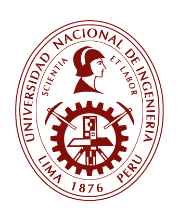 UNIVERSIDAD NACIONAL DE INGENIERIA
SCIENTIA ET LABOR
LIMA 1876 PERU